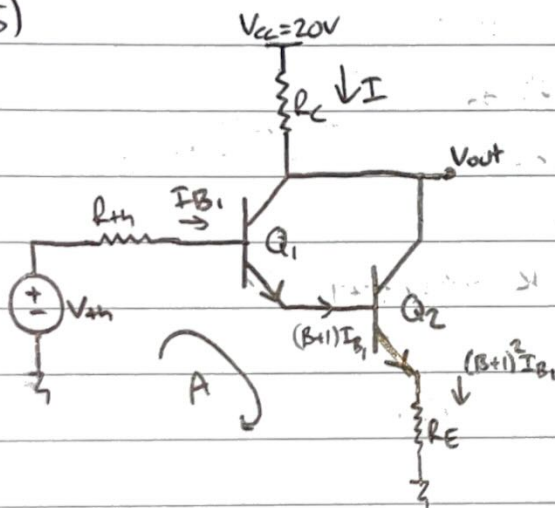 5)
Vcc=20V
↓I
Rc
Vout
Rth
IB1
→
Q1
+
-
Vth
Q2
(B+1)IB1
(B+1)²IB1
↓
A
RE